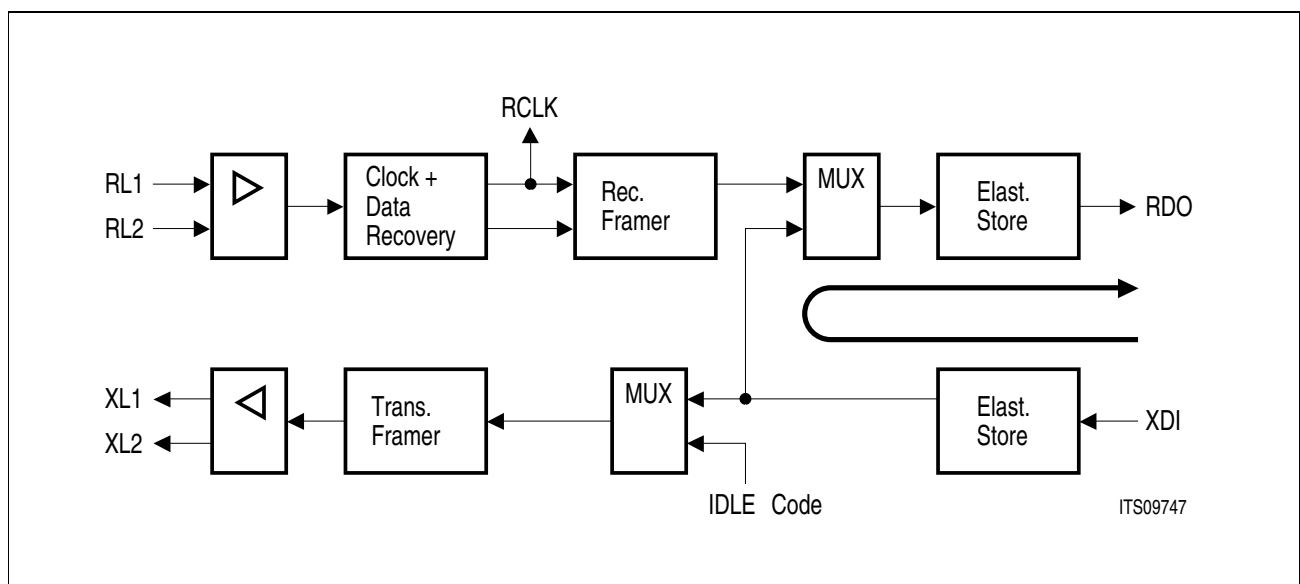 RCLK
RL1
RL2
Clock +
Data
Recovery
Rec.
Framer
MUX
Elast.
Store
RDO
XL1
XL2
Trans.
Framer
MUX
Elast.
Store
XDI
IDLE Code
ITS09747